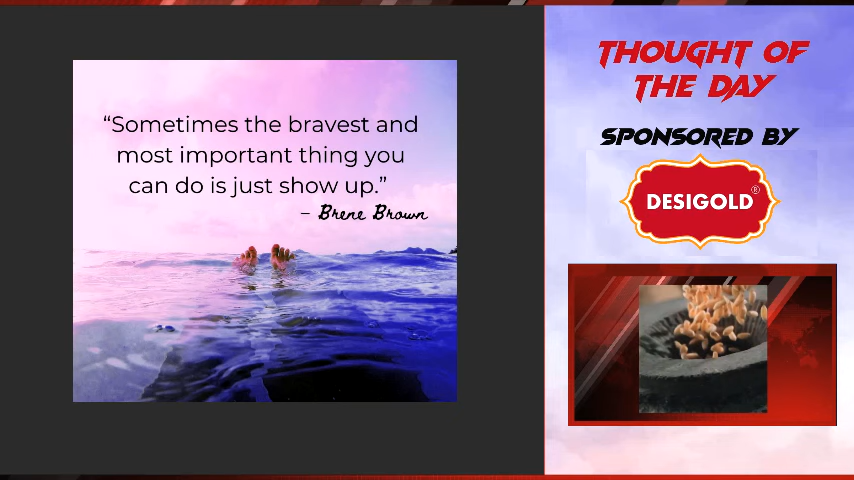 “Sometimes the bravest and
most important thing you
can do is just show up.”
– Brene Brown
THOUGHT OF
THE DAY
SPONSORED BY
DESIGOLD®